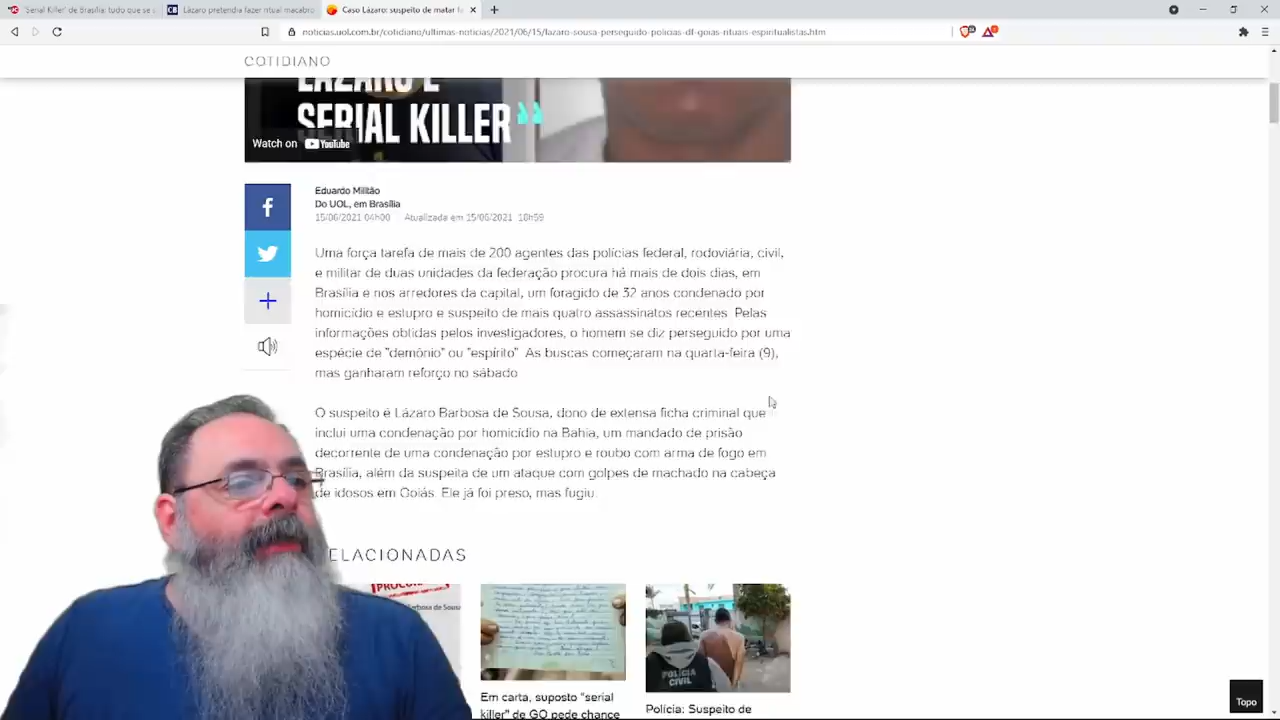 'Serial Killer' de Brasília: tudo que se s
CB
Lázaro pretendia fazer ritual macabro
Caso Lázaro: suspeito de matar fa
noticias.uol.com.br/cotidiano/ultimas-noticias/2021/06/15/lazaro-sousa-perseguido-policias-df-goias-rituais-espiritualistas.htm
COTIDIANO
LÁZARO É
SERIAL KILLER"
Watch on YouTube
Eduardo Militão
Do UOL, em Brasília
15/06/2021 04h00 Atualizada em 15/06/2021 18h59
Uma força tarefa de mais de 200 agentes das polícias federal, rodoviária, civil,
e militar de duas unidades da federação procura há mais de dois dias, em
Brasília e nos arredores da capital, um foragido de 32 anos condenado por
homicídio e estupro e suspeito de mais quatro assassinatos recentes. Pelas
informações obtidas pelos investigadores, o homem se diz perseguido por uma
espécie de "demônio" ou "espírito". As buscas começaram na quarta-feira (9),
mas ganharam reforço no sábado
O suspeito é Lázaro Barbosa de Sousa, dono de extensa ficha criminal que
inclui uma condenação por homicídio na Bahia, um mandado de prisão
decorrente de uma condenação por estupro e roubo com arma de fogo em
Brasília, além da suspeita de um ataque com golpes de machado na cabeça
de idosos em Goiás. Ele já foi preso, mas fugiu.
ELACIONADAS
arbosa de Sousa
POLÍCIA
CIVIL
Em carta, suposto "serial
killer" de GO pede chance
Polícia: Suspeito de
Topo